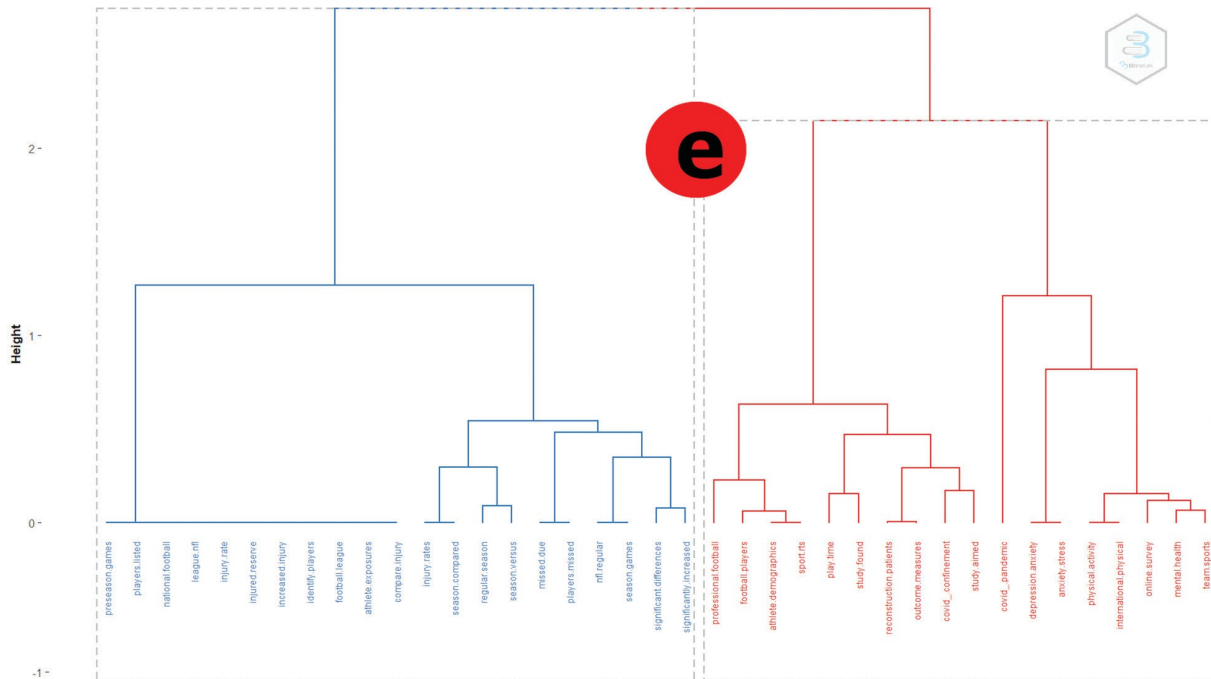 e
2
1
0
-1
Height
preseason.games
players.listed
national.football
league.nfl
injury.rate
injured.reserve
increased.injury
identify.players
football.league
athlete.exposures
compare.injury
injury.rates
season.compared
regular.season
season.versus
missed.due
players.missed
nfl.regular
season.games
significant.differences
significantly.increased
professional.football
football.players
athlete.demographics
sport.rts
play.time
study.found
reconstruction.patients
outcome.measures
covid_.confinement
study.aimed
covid_.pandemic
depression.anxiety
anxiety.stress
physical.activity
international.physical
online.survey
mental.health
team.sports